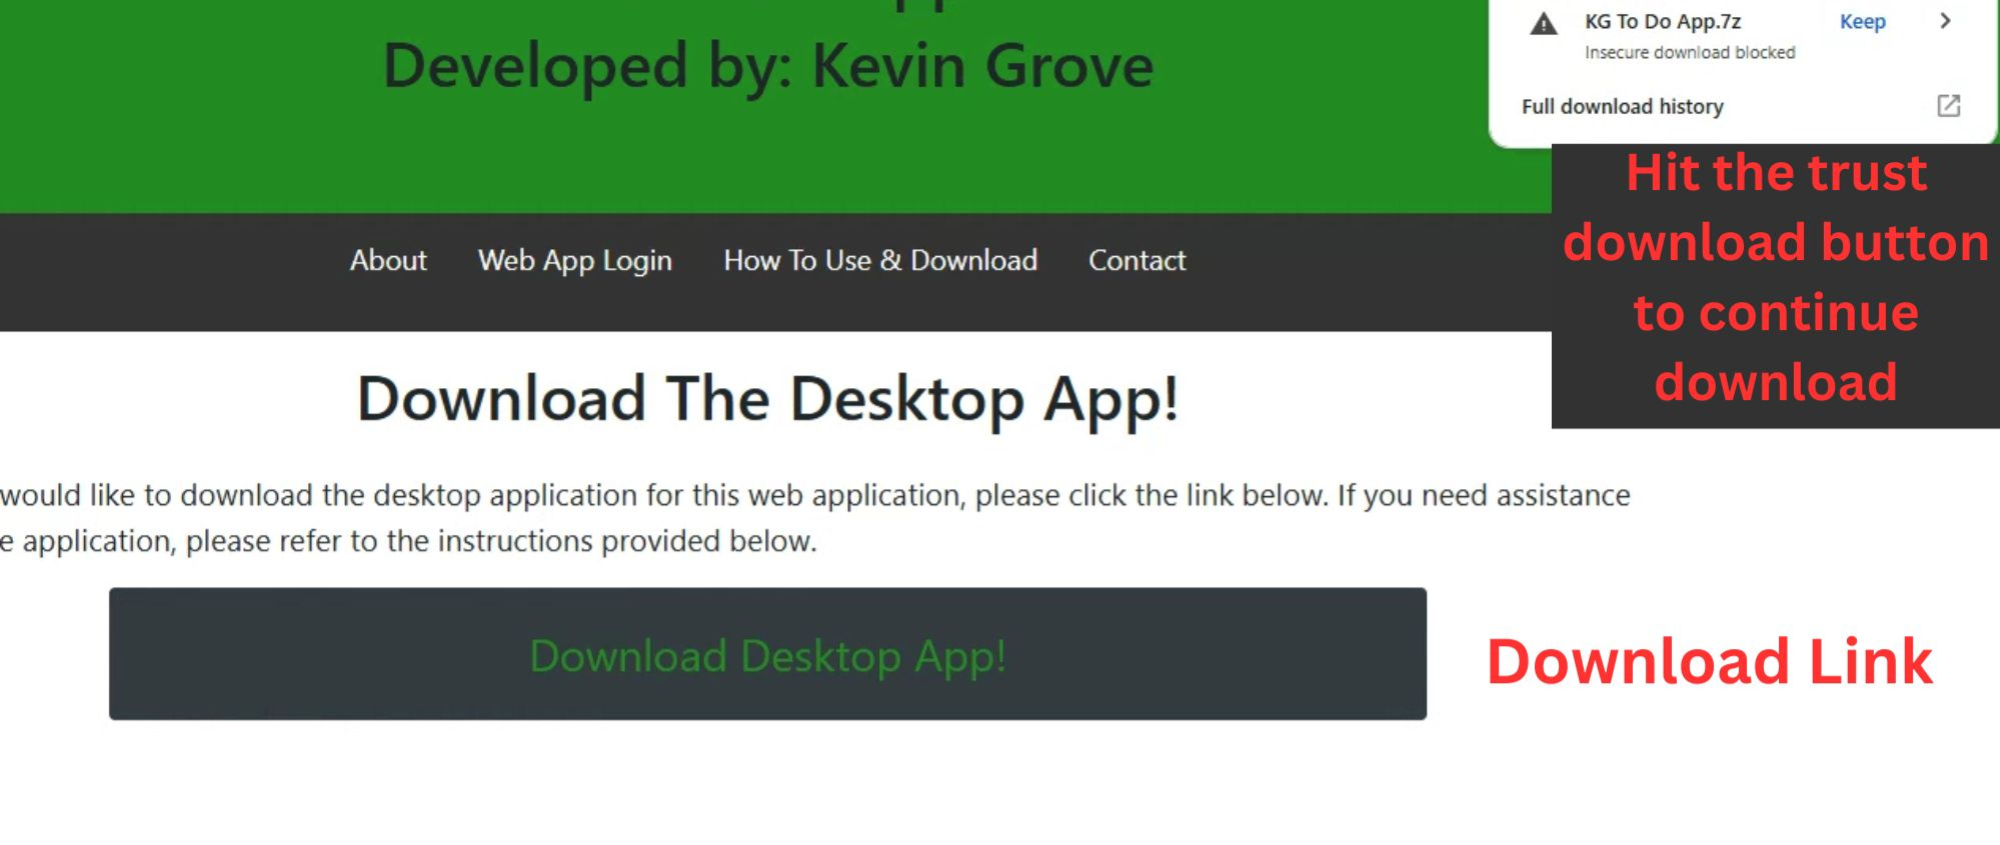 Developed by: Kevin Grove
KG To Do App.7z
Keep
Insecure download blocked
Full download history
Hit the trust
download button
to continue
download
About
Web App Login
How To Use & Download
Contact
Download The Desktop App!
would like to download the desktop application for this web application, please click the link below. If you need assistance
e application, please refer to the instructions provided below.
Download Desktop App!
Download Link